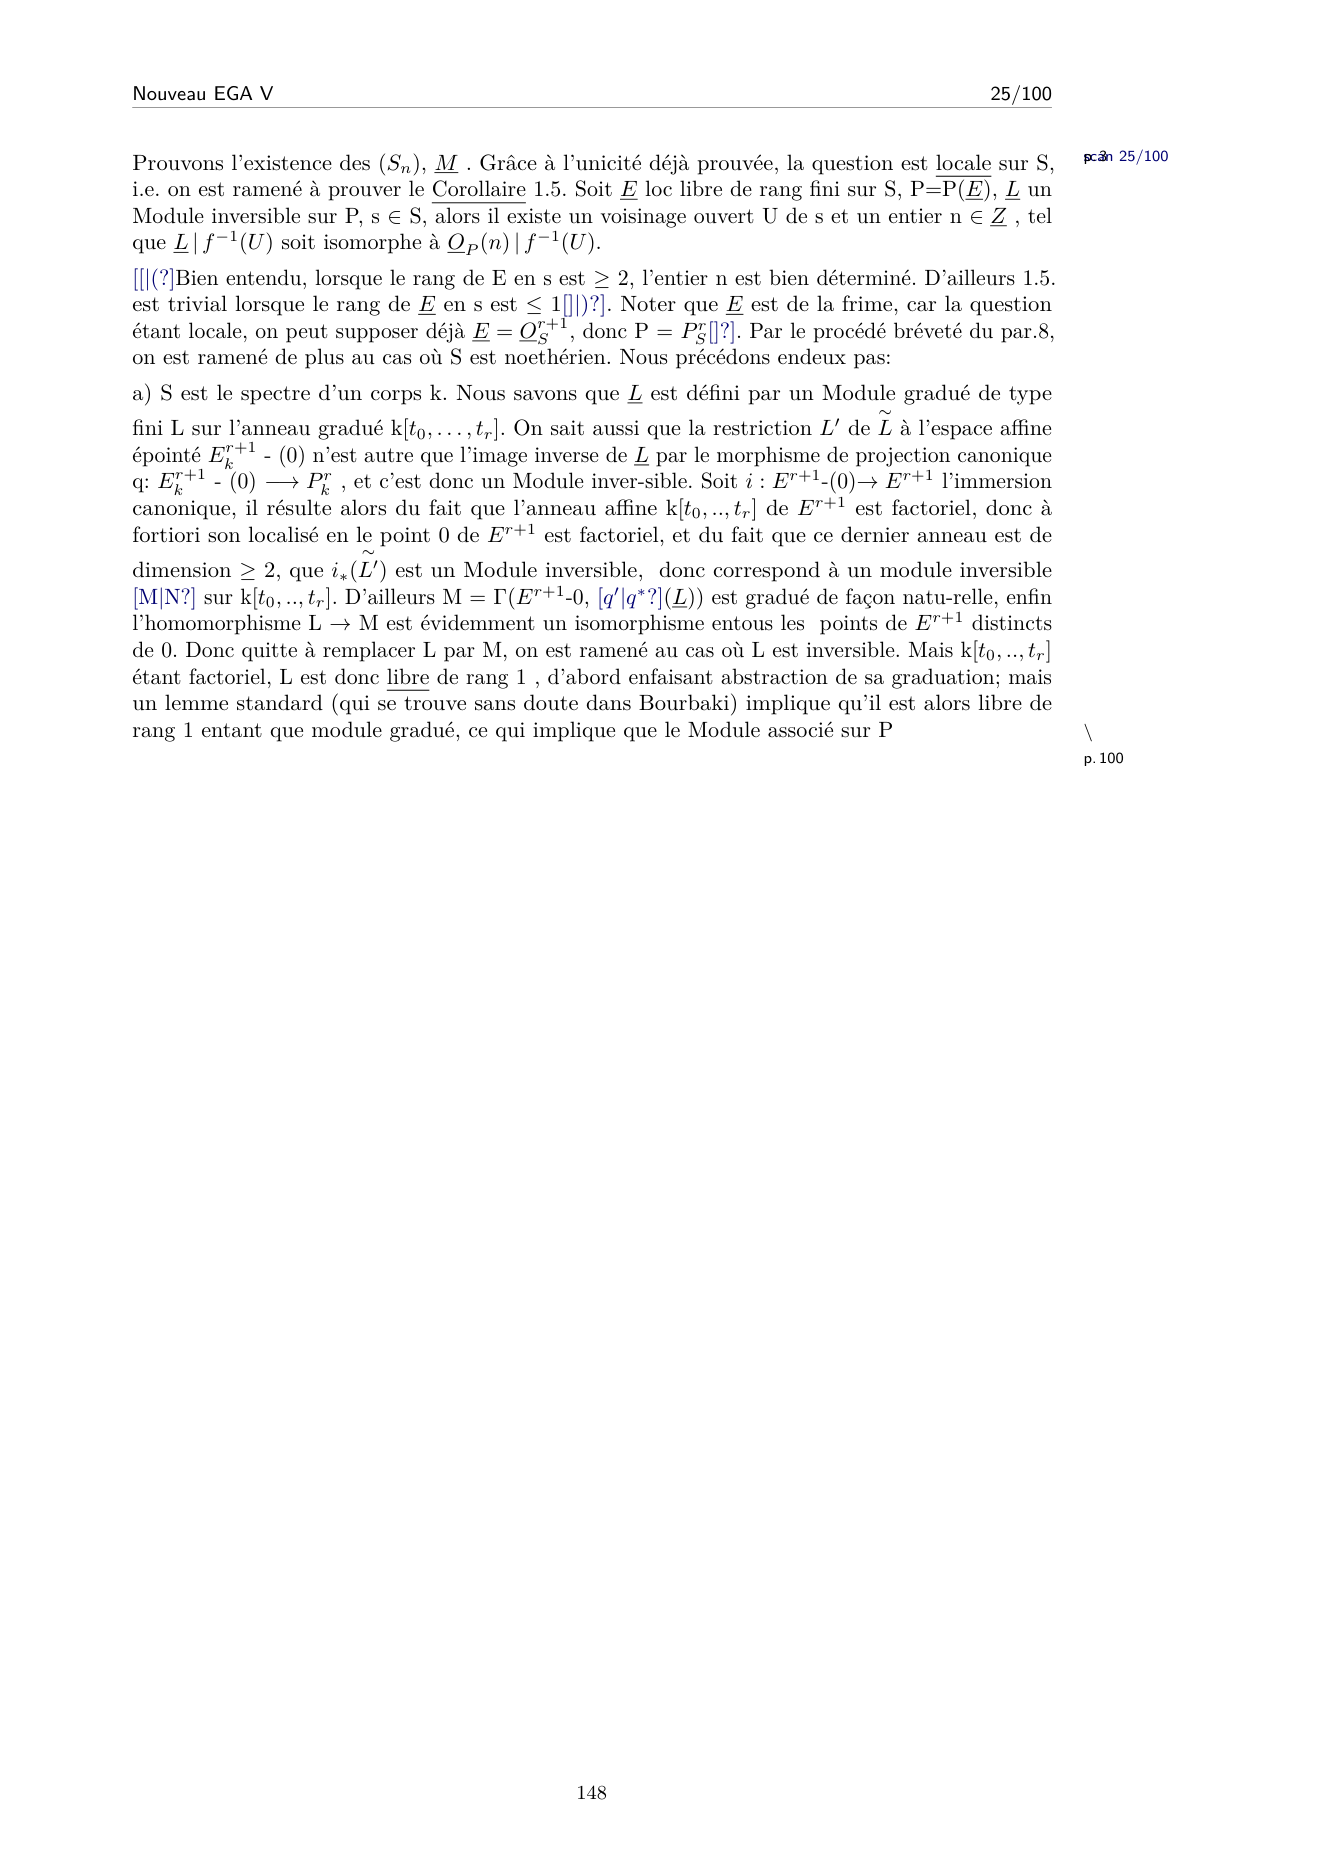 Nouveau EGA V 25/100
Prouvons l'existence des (S_n), M . Grâce à l'unicité déjà prouvée, la question est locale sur S,
scan 25/100
i.e. on est ramené à prouver le Corollaire 1.5. Soit E loc libre de rang fini sur S, P=P(E), L un
Module inversible sur P, s ∈ S, alors il existe un voisinage ouvert U de s et un entier n ∈ Z , tel
que L | f^{-1}(U) soit isomorphe à O_P(n) | f^{-1}(U).
[[|(?]Bien entendu, lorsque le rang de E en s est ≥ 2, l'entier n est bien déterminé. D'ailleurs 1.5.
est trivial lorsque le rang de E en s est ≤ 1[]|)?]. Noter que E est de la frime, car la question
étant locale, on peut supposer déjà E = O_S^{r+1}, donc P = P_S^r[]?]. Par le procédé bréveté du par.8,
on est ramené de plus au cas où S est noethérien. Nous précédons endeux pas:
a) S est le spectre d'un corps k. Nous savons que L est défini par un Module gradué de type
fini L sur l'anneau gradué k[t_0, . . . , t_r]. On sait aussi que la restriction L′ de L̃ à l'espace affine
épointé E_k^{r+1} - (0) n'est autre que l'image inverse de L par le morphisme de projection canonique
q: E_k^{r+1} - (0) ⟶ P_k^r , et c'est donc un Module inver-sible. Soit i : E^{r+1}-(0)→ E^{r+1} l'immersion
canonique, il résulte alors du fait que l'anneau affine k[t_0, .., t_r] de E^{r+1} est factoriel, donc à
fortiori son localisé en le point 0 de E^{r+1} est factoriel, et du fait que ce dernier anneau est de
dimension ≥ 2, que i_*(L̃′) est un Module inversible, donc correspond à un module inversible
[M|N?] sur k[t_0, .., t_r]. D'ailleurs M = Γ(E^{r+1}-0, [q′|q*?](L)) est gradué de façon natu-relle, enfin
l'homomorphisme L → M est évidemment un isomorphisme entous les points de E^{r+1} distincts
de 0. Donc quitte à remplacer L par M, on est ramené au cas où L est inversible. Mais k[t_0, .., t_r]
étant factoriel, L est donc libre de rang 1 , d'abord enfaisant abstraction de sa graduation; mais
un lemme standard (qui se trouve sans doute dans Bourbaki) implique qu'il est alors libre de
rang 1 entant que module gradué, ce qui implique que le Module associé sur P
\
p. 100
148